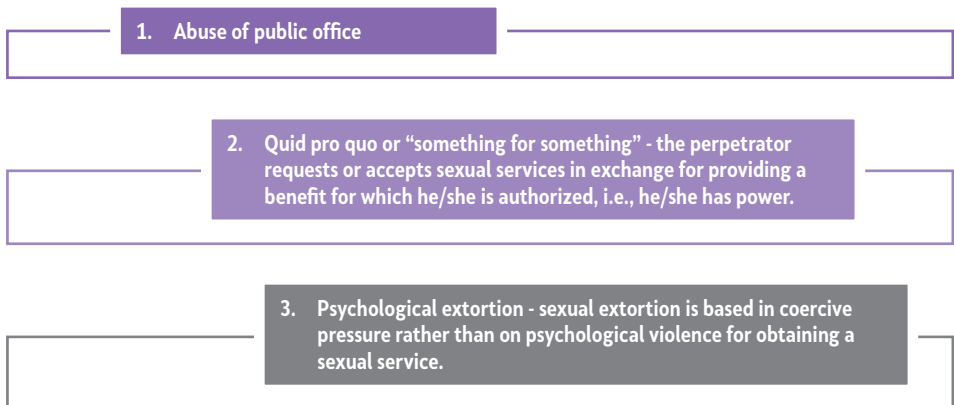 1. Abuse of public office
2. Quid pro quo or “something for something” - the perpetrator
requests or accepts sexual services in exchange for providing a
benefit for which he/she is authorized, i.e., he/she has power.
3. Psychological extortion - sexual extortion is based in coercive
pressure rather than on psychological violence for obtaining a
sexual service.